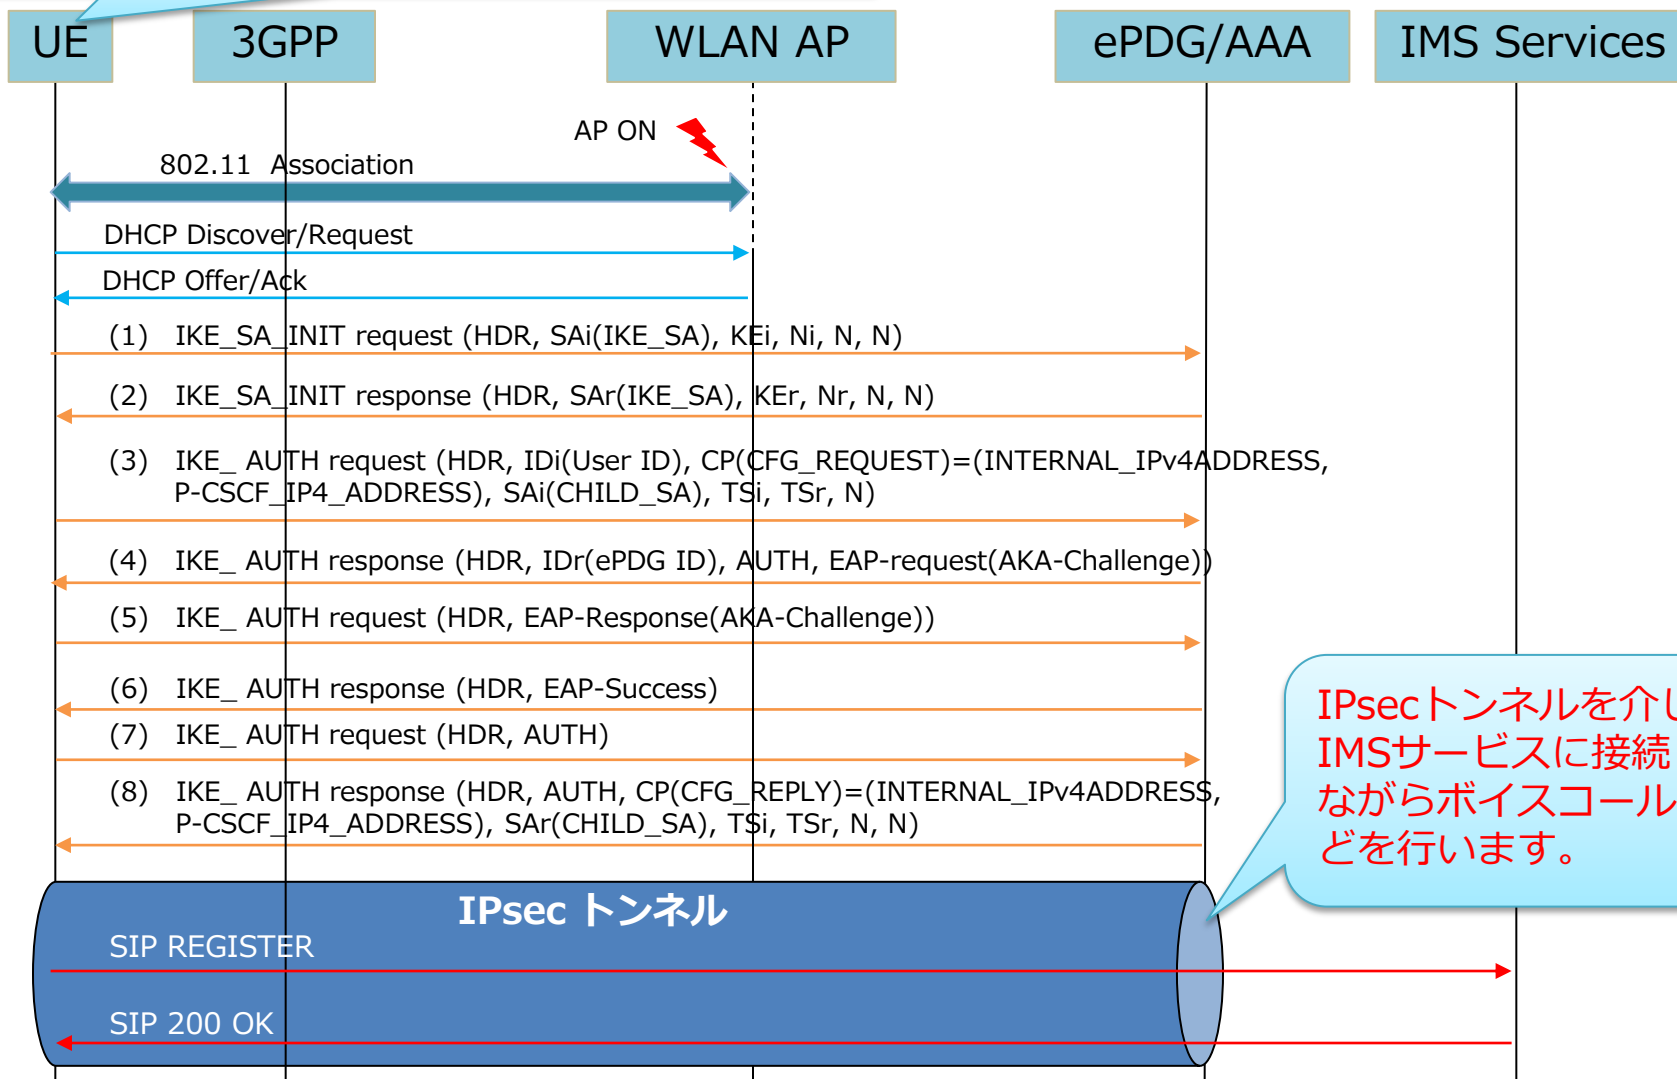 UE
3GPP
WLAN AP
ePDG/AAA
IMS Services
AP ON
802.11 Association
DHCP Discover/Request
DHCP Offer/Ack
(1) IKE_SA_INIT request (HDR, SAi(IKE_SA), KEi, Ni, N, N)
(2) IKE_SA_INIT response (HDR, SAr(IKE_SA), KEr, Nr, N, N)
(3) IKE_ AUTH request (HDR, IDi(User ID), CP(CFG_REQUEST)=(INTERNAL_IPv4ADDRESS,
P-CSCF_IP4_ADDRESS), SAi(CHILD_SA), TSi, TSr, N)
(4) IKE_ AUTH response (HDR, IDr(ePDG ID), AUTH, EAP-request(AKA-Challenge))
(5) IKE_ AUTH request (HDR, EAP-Response(AKA-Challenge))
(6) IKE_ AUTH response (HDR, EAP-Success)
(7) IKE_ AUTH request (HDR, AUTH)
(8) IKE_ AUTH response (HDR, AUTH, CP(CFG_REPLY)=(INTERNAL_IPv4ADDRESS,
P-CSCF_IP4_ADDRESS), SAr(CHILD_SA), TSi, TSr, N, N)
IPsecトンネルを介し
IMSサービスに接続
ながらボイスコール
どを行います。
IPsec トンネル
SIP REGISTER
SIP 200 OK